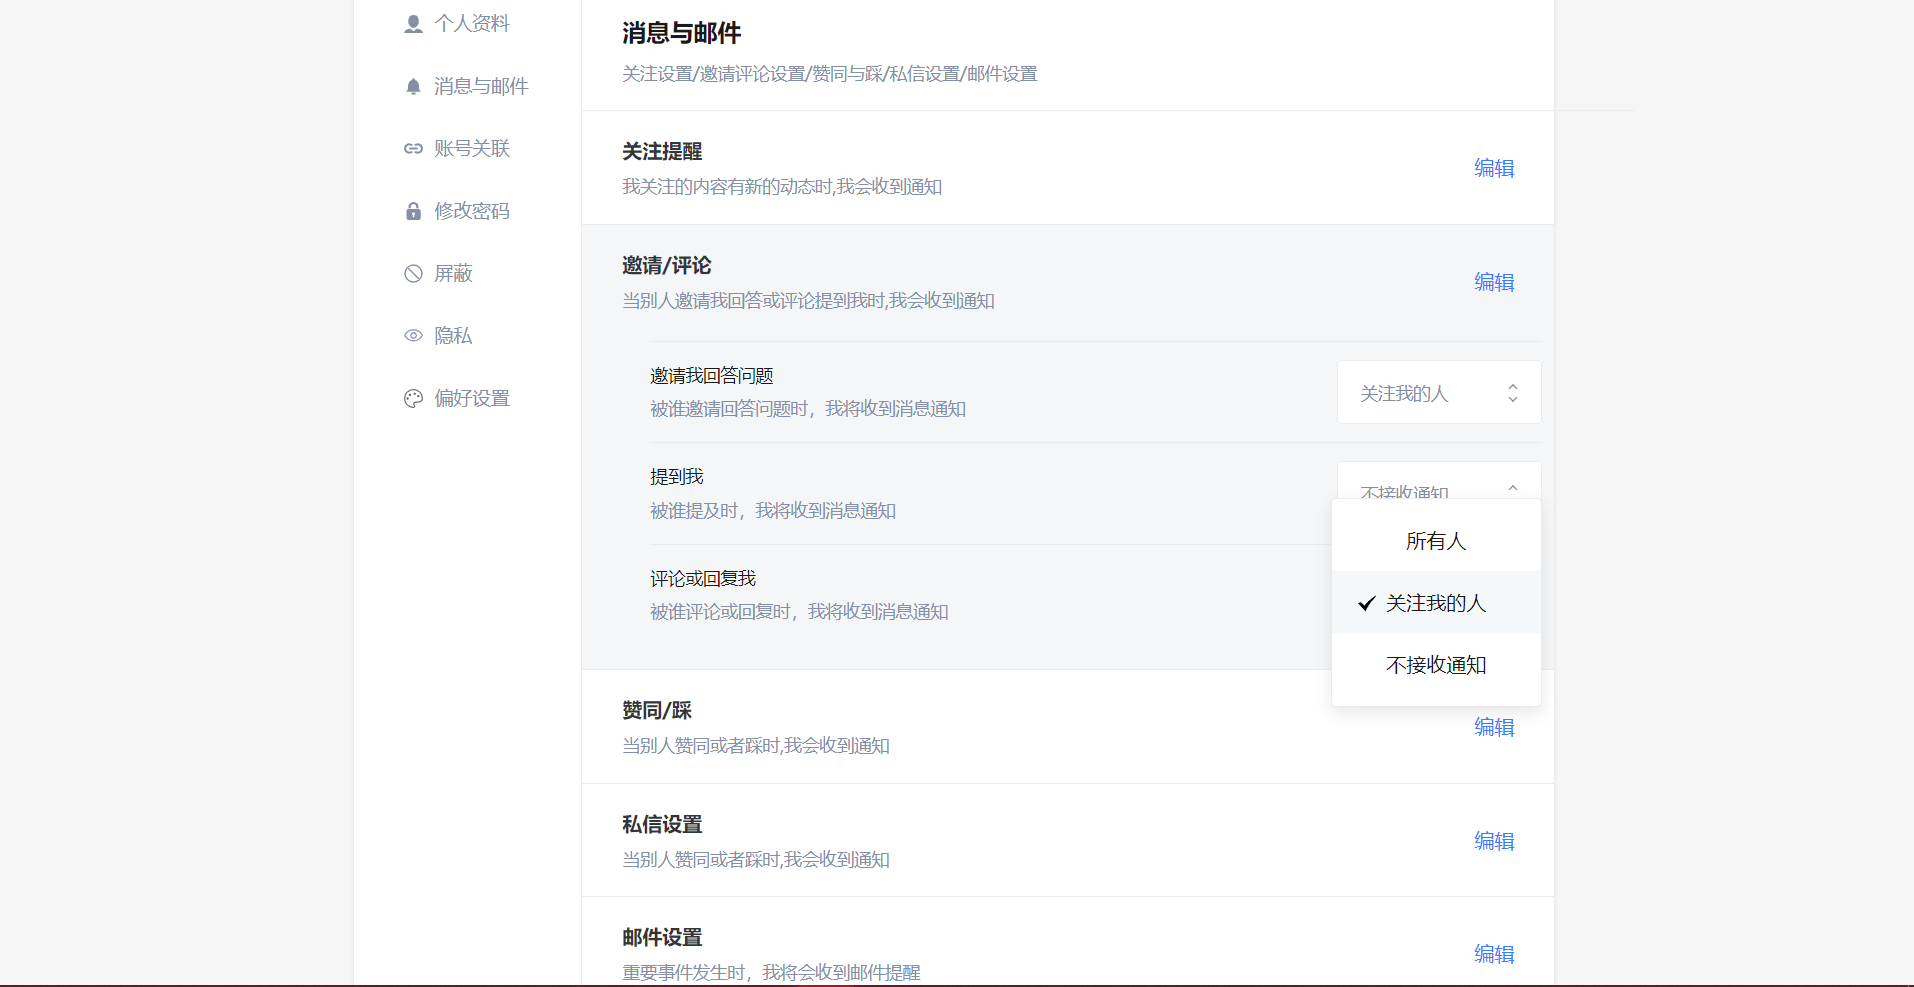 个人资料
消息与邮件
账号关联
修改密码
屏蔽
隐私
偏好设置
消息与邮件
关注设置/邀请评论设置/赞同与踩/私信设置/邮件设置
关注提醒
我关注的内容有新的动态时,我会收到通知
编辑
邀请/评论
当别人邀请我回答或评论提到我时,我会收到通知
编辑
邀请我回答问题
被谁邀请回答问题时，我将收到消息通知
关注我的人
提到我
被谁提及时，我将收到消息通知
不接收通知
所有人
关注我的人
不接收通知
评论或回复我
被谁评论或回复时，我将收到消息通知
赞同/踩
当别人赞同或者踩时,我会收到通知
编辑
私信设置
当别人赞同或者踩时,我会收到通知
编辑
邮件设置
重要事件发生时，我将会收到邮件提醒
编辑